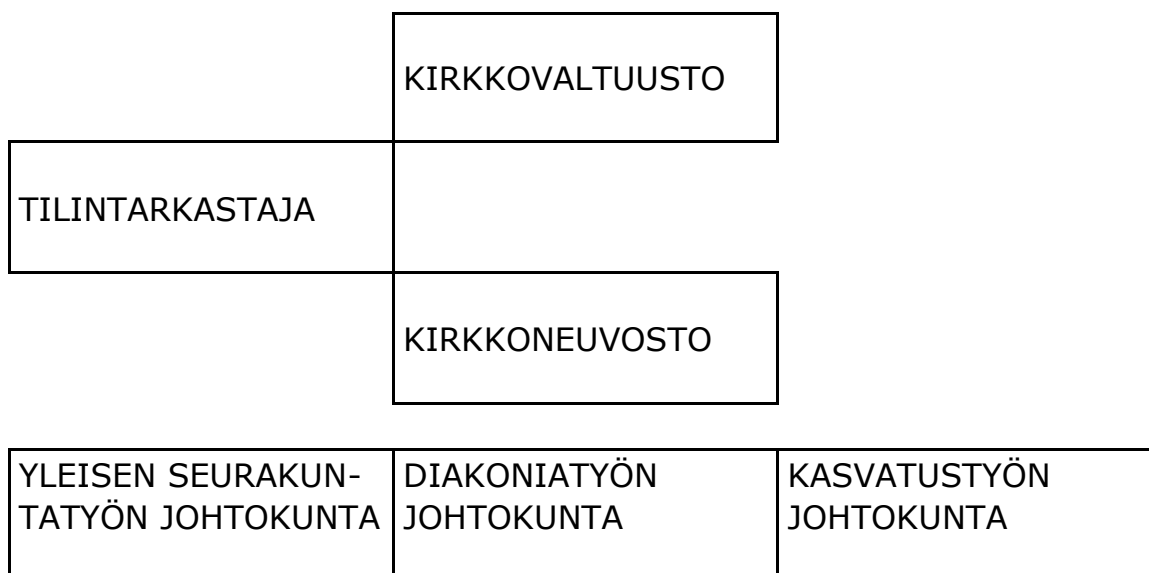 KIRKKOVALTUUSTO
TILINTARKASTAJA
KIRKKONEUVOSTO
YLEISEN SEURAKUN-
TATYÖN JOHTOKUNTA
DIAKONIATYÖN
JOHTOKUNTA
KASVATUSTYÖN
JOHTOKUNTA